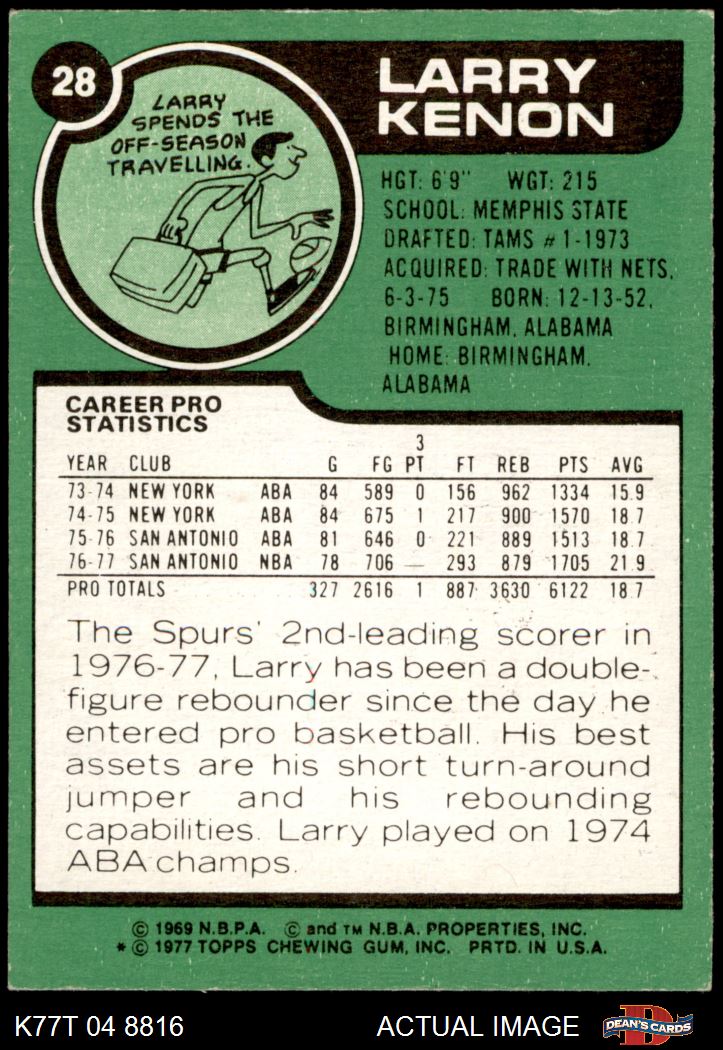 28
LARRY
SPENDS THE
OFF-SEASON
TRAVELLING.
LARRY
KENON
HGT: 6'9" WGT: 215
SCHOOL: MEMPHIS STATE
DRAFTED: TAMS #1-1973
ACQUIRED: TRADE WITH NETS,
6-3-75 BORN: 12-13-52,
BIRMINGHAM, ALABAMA
HOME: BIRMINGHAM,
ALABAMA
CAREER PRO
STATISTICS
YEAR CLUB G FG 3 PT FT REB PTS AVG
73-74 NEW YORK ABA 84 589 0 156 962 1334 15.9
74-75 NEW YORK ABA 84 675 1 217 900 1570 18.7
75-76 SAN ANTONIO ABA 81 646 0 221 889 1513 18.7
76-77 SAN ANTONIO NBA 78 706 — 293 879 1705 21.9
PRO TOTALS 327 2616 1 887 3630 6122 18.7
The Spurs' 2nd-leading scorer in
1976-77, Larry has been a double-
figure rebounder since the day he
entered pro basketball. His best
assets are his short turn-around
jumper and his rebounding
capabilities. Larry played on 1974
ABA champs.
© 1969 N.B.P.A. © and TM N.B.A. PROPERTIES, INC.
* © 1977 TOPPS CHEWING GUM, INC. PRTD. IN U.S.A.
K77T 04 8816 ACTUAL IMAGE D DEAN'S CARDS